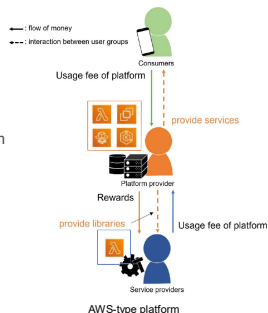 : flow of money
: interaction between user groups
Consumers
Usage fee of platform
provide services
Platform provider
Rewards
provide libraries
Usage fee of platform
Service providers
AWS-type platform